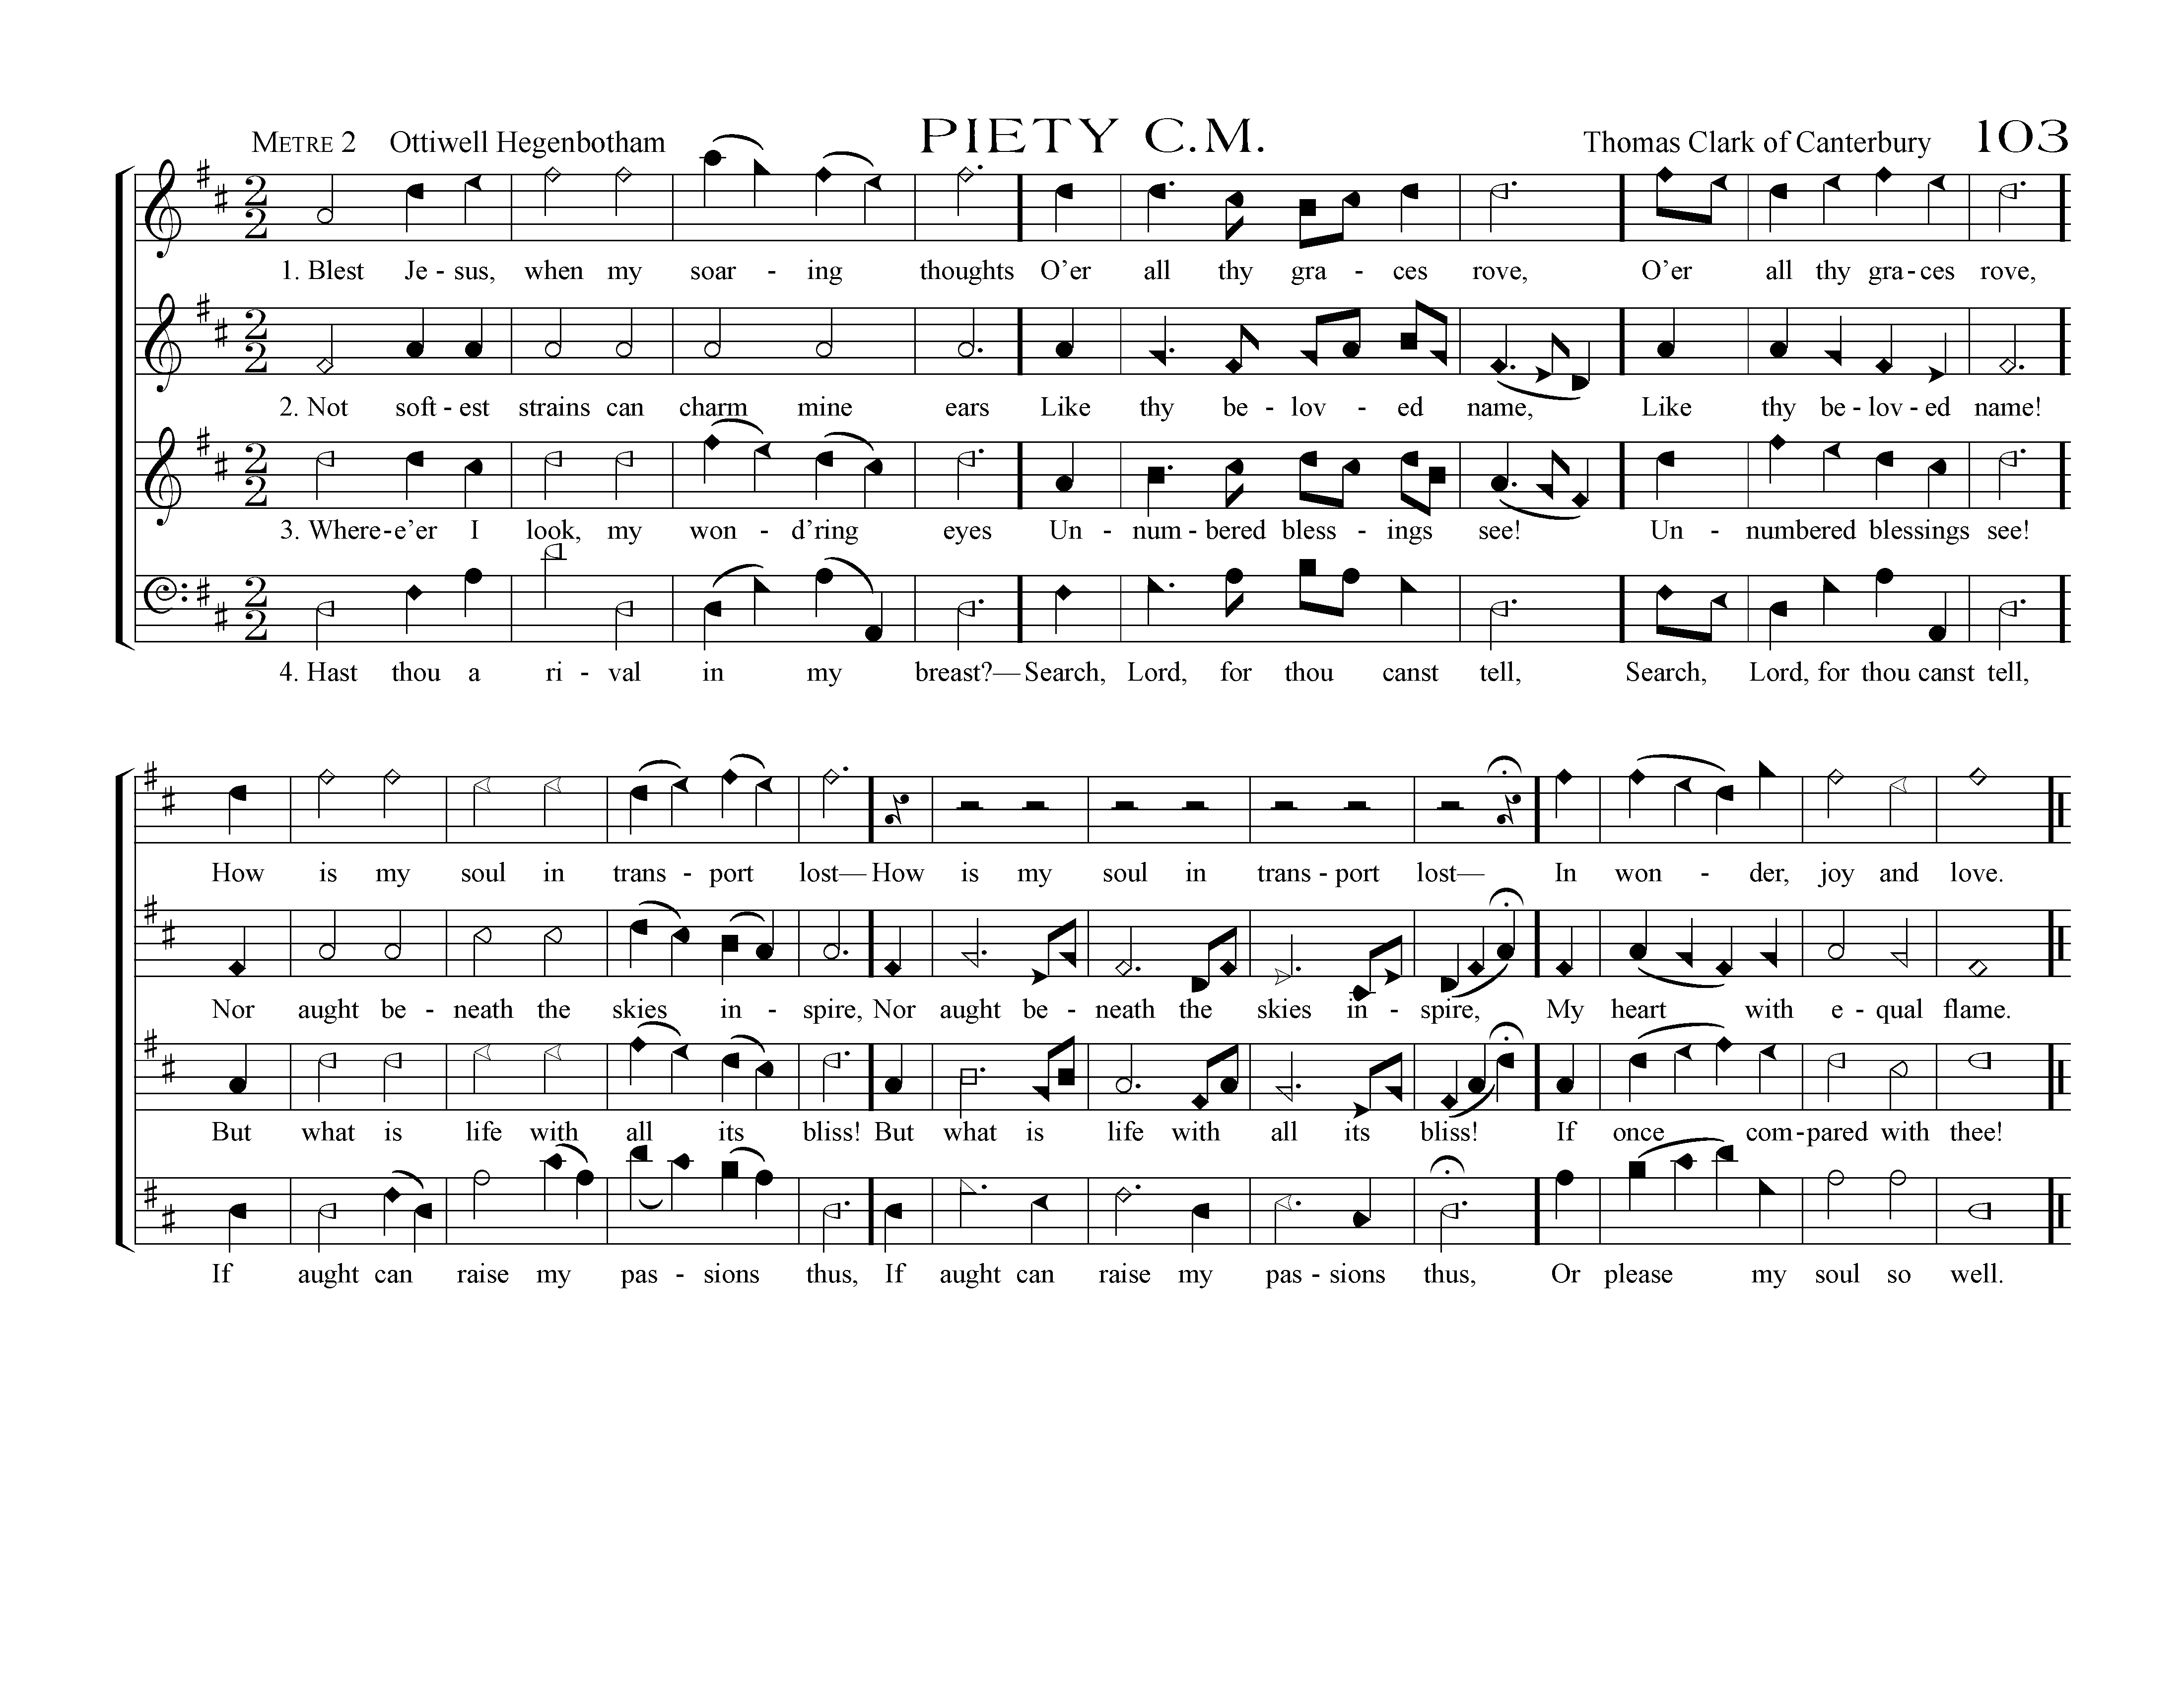 METRE 2 Ottiwell Hegenbotham PIETY C.M. Thomas Clark of Canterbury 103
2
2
1. Blest Je - sus, when my soar - ing thoughts O’er all thy gra - ces rove, O’er all thy gra - ces rove,
2
2
2. Not soft - est strains can charm mine ears Like thy be - lov - ed name, Like thy be - lov - ed name!
2
2
3. Where - e’er I look, my won - d’ring eyes Un - num - bered bless - ings see! Un - numbered blessings see!
2
2
4. Hast thou a ri - val in my breast?— Search, Lord, for thou canst tell, Search, Lord, for thou canst tell,
How is my soul in trans - port lost— How is my soul in trans - port lost— In won - der, joy and love.
Nor aught be - neath the skies in - spire, Nor aught be - neath the skies in - spire, My heart with e - qual flame.
But what is life with all its bliss! But what is life with all its bliss! If once com - pared with thee!
If aught can raise my pas - sions thus, If aught can raise my pas - sions thus, Or please my soul so well.